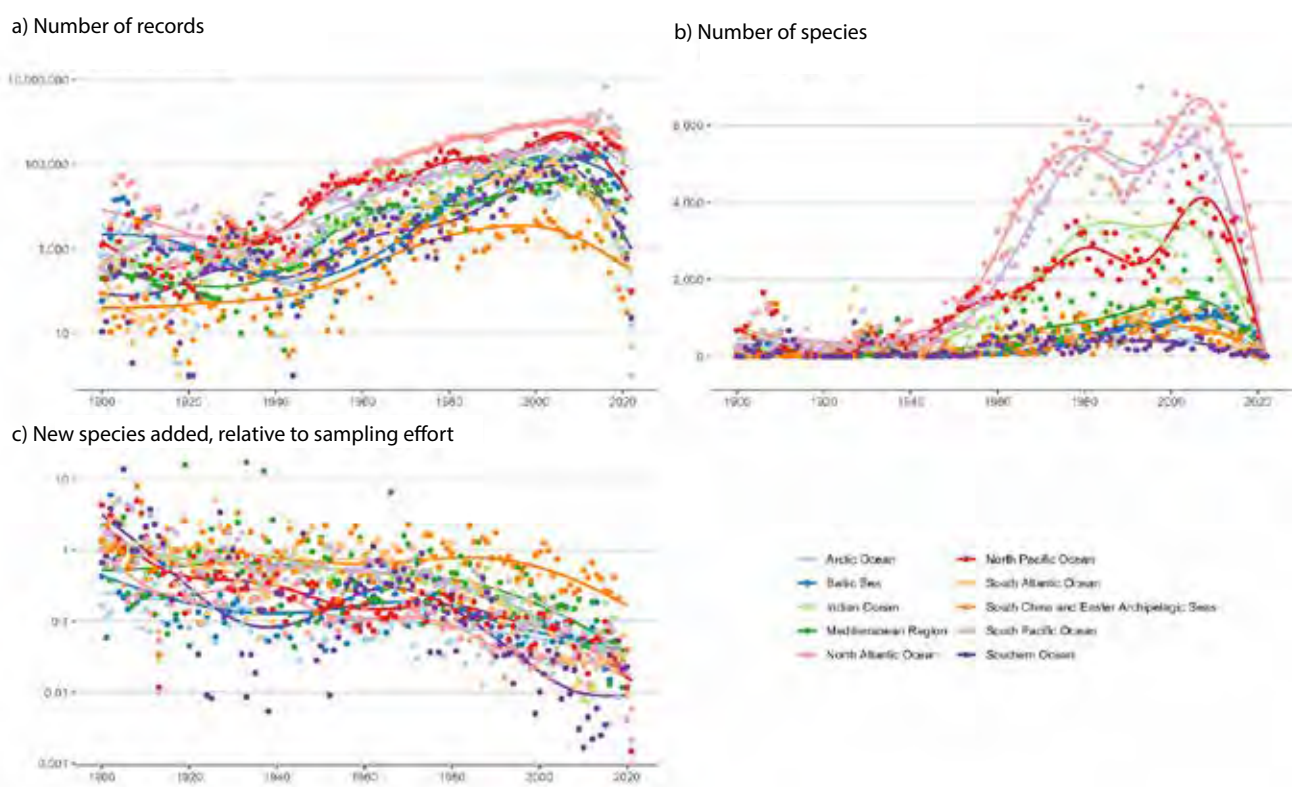 a) Number of records
10,000,000
100,000
1,000
10
1900 1920 1940 1960 1980 2000 2020
b) Number of species
6,000
4,000
2,000
0
1900 1920 1940 1960 1980 2000 2020
c) New species added, relative to sampling effort
10
1
0.1
0.01
0.001
1900 1920 1940 1960 1980 2000 2020
Arctic Ocean
Baltic Sea
Indian Ocean
Mediterranean Region
North Atlantic Ocean
North Pacific Ocean
South Atlantic Ocean
South China and Easter Archipelagic Seas
South Pacific Ocean
Southern Ocean